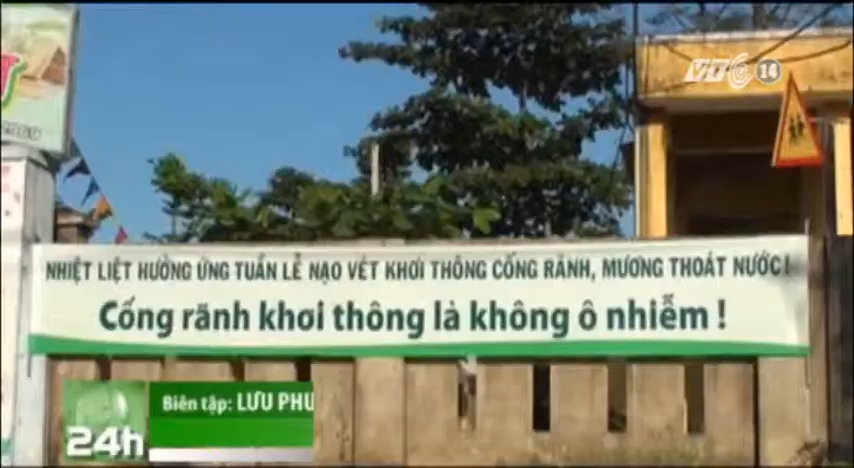 VTC 14
NHIỆT LIỆT HƯỞNG ỨNG TUẦN LỄ NẠO VÉT KHƠI THÔNG CỐNG RÃNH, MƯƠNG THOÁT NƯỚC!
Cống rãnh khơi thông là không ô nhiễm !
Biên tập: LƯU PHU
24h